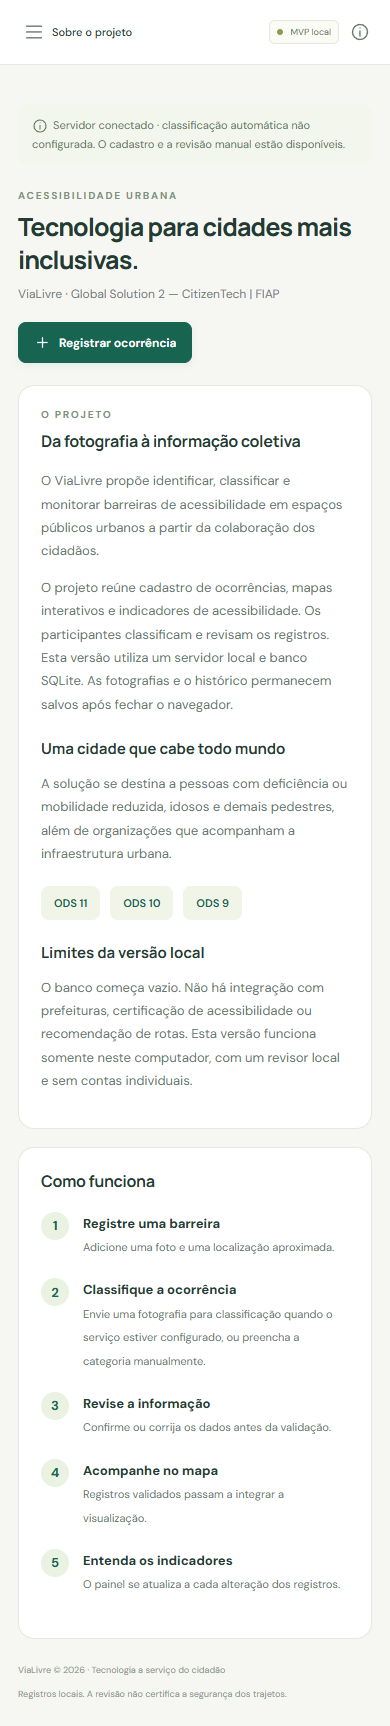 Sobre o projeto
MVP local
Servidor conectado · classificação automática não
configurada. O cadastro e a revisão manual estão disponíveis.
ACESSIBILIDADE URBANA
Tecnologia para cidades mais
inclusivas.
ViaLivre · Global Solution 2 — CitizenTech | FIAP
Registrar ocorrência
O PROJETO
Da fotografia à informação coletiva
O ViaLivre propõe identificar, classificar e
monitorar barreiras de acessibilidade em espaços
públicos urbanos a partir da colaboração dos
cidadãos.
O projeto reúne cadastro de ocorrências, mapas
interativos e indicadores de acessibilidade. Os
participantes classificam e revisam os registros.
Esta versão utiliza um servidor local e banco
SQLite. As fotografias e o histórico permanecem
salvos após fechar o navegador.
Uma cidade que cabe todo mundo
A solução se destina a pessoas com deficiência ou
mobilidade reduzida, idosos e demais pedestres,
além de organizações que acompanham a
infraestrutura urbana.
ODS 11
ODS 10
ODS 9
Limites da versão local
O banco começa vazio. Não há integração com
prefeituras, certificação de acessibilidade ou
recomendação de rotas. Esta versão funciona
somente neste computador, com um revisor local
e sem contas individuais.
Como funciona
1
Registre uma barreira
Adicione uma foto e uma localização aproximada.
2
Classifique a ocorrência
Envie uma fotografia para classificação quando o
serviço estiver configurado, ou preencha a
categoria manualmente.
3
Revise a informação
Confirme ou corrija os dados antes da validação.
4
Acompanhe no mapa
Registros validados passam a integrar a
visualização.
5
Entenda os indicadores
O painel se atualiza a cada alteração dos registros.
ViaLivre © 2026 · Tecnologia a serviço do cidadão
Registros locais. A revisão não certifica a segurança dos trajetos.